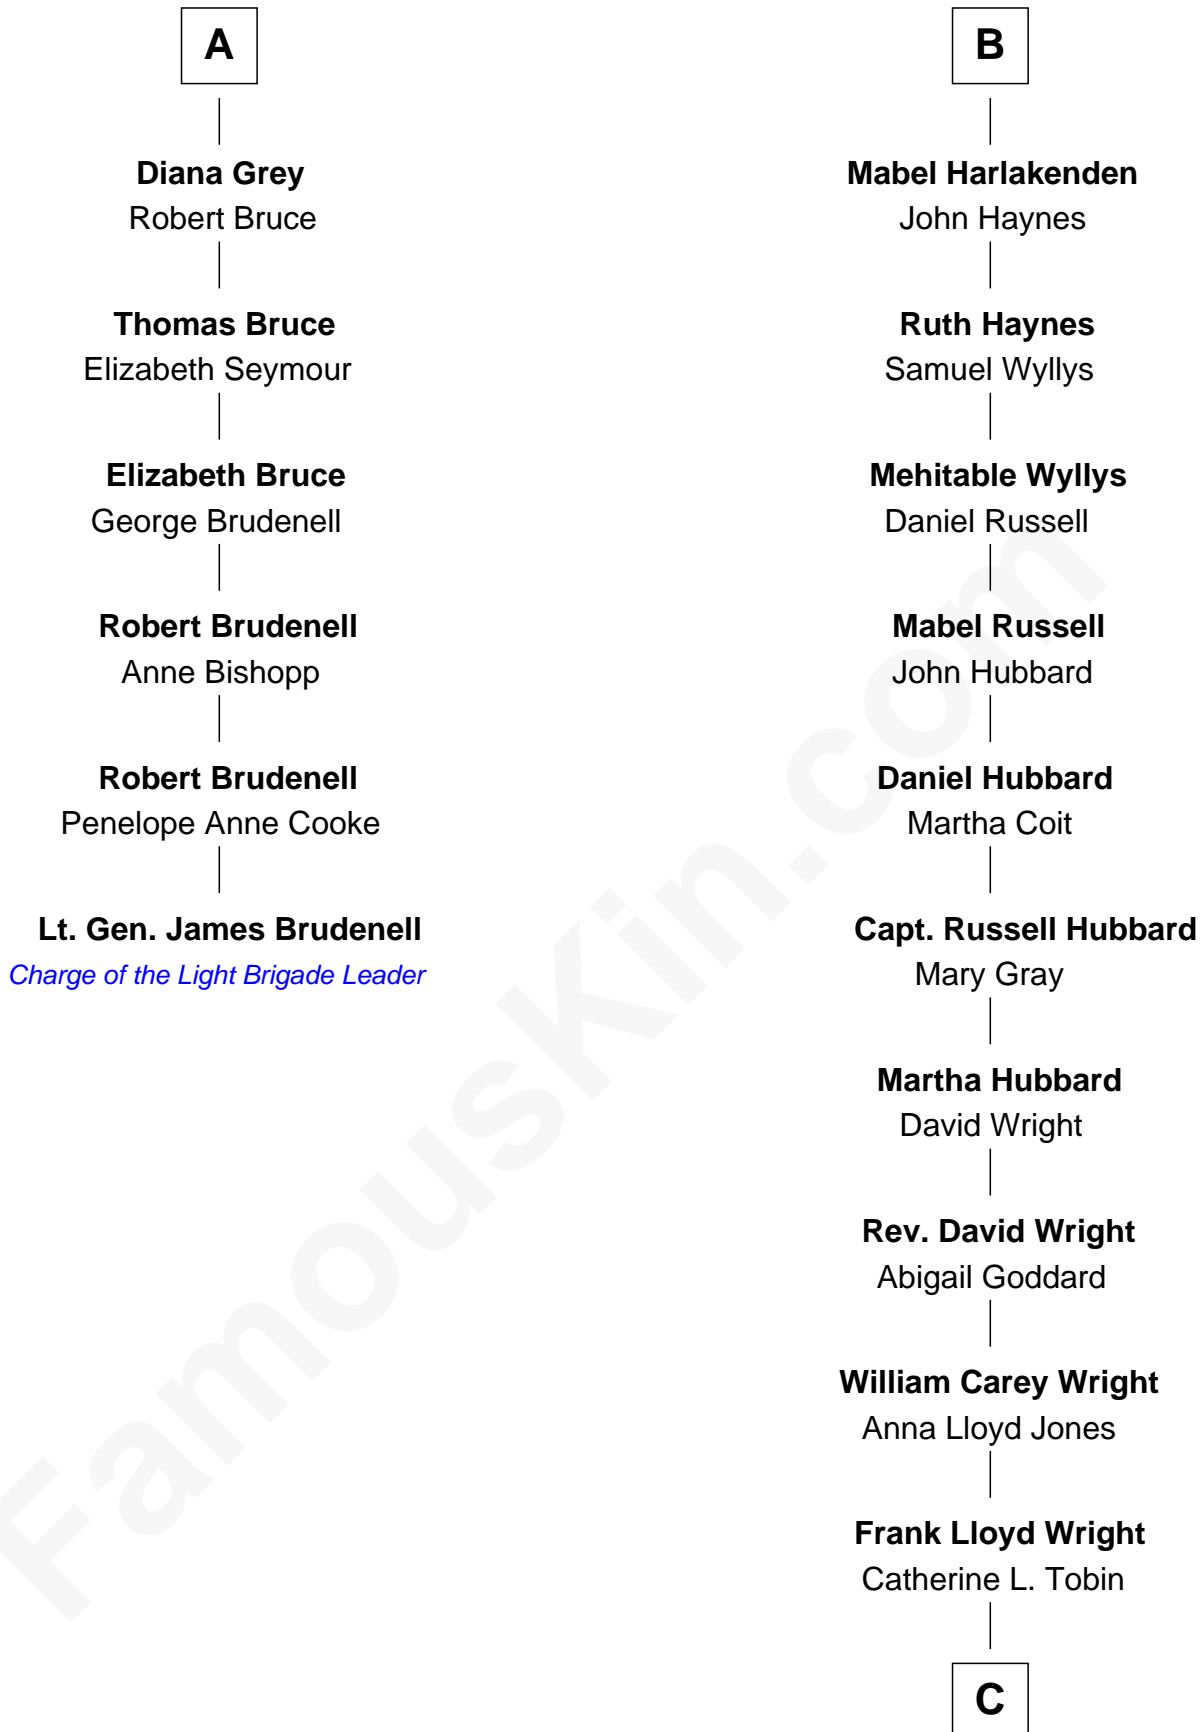 A
Diana Grey
Robert Bruce
Thomas Bruce
Elizabeth Seymour
Elizabeth Bruce
George Brudenell
Robert Brudenell
Anne Bishopp
Robert Brudenell
Penelope Anne Cooke
Lt. Gen. James Brudenell
Charge of the Light Brigade Leader
B
Mabel Harlakenden
John Haynes
Ruth Haynes
Samuel Wyllys
Mehitable Wyllys
Daniel Russell
Mabel Russell
John Hubbard
Daniel Hubbard
Martha Coit
Capt. Russell Hubbard
Mary Gray
Martha Hubbard
David Wright
Rev. David Wright
Abigail Goddard
William Carey Wright
Anna Lloyd Jones
Frank Lloyd Wright
Catherine L. Tobin
C
FamousKin.com